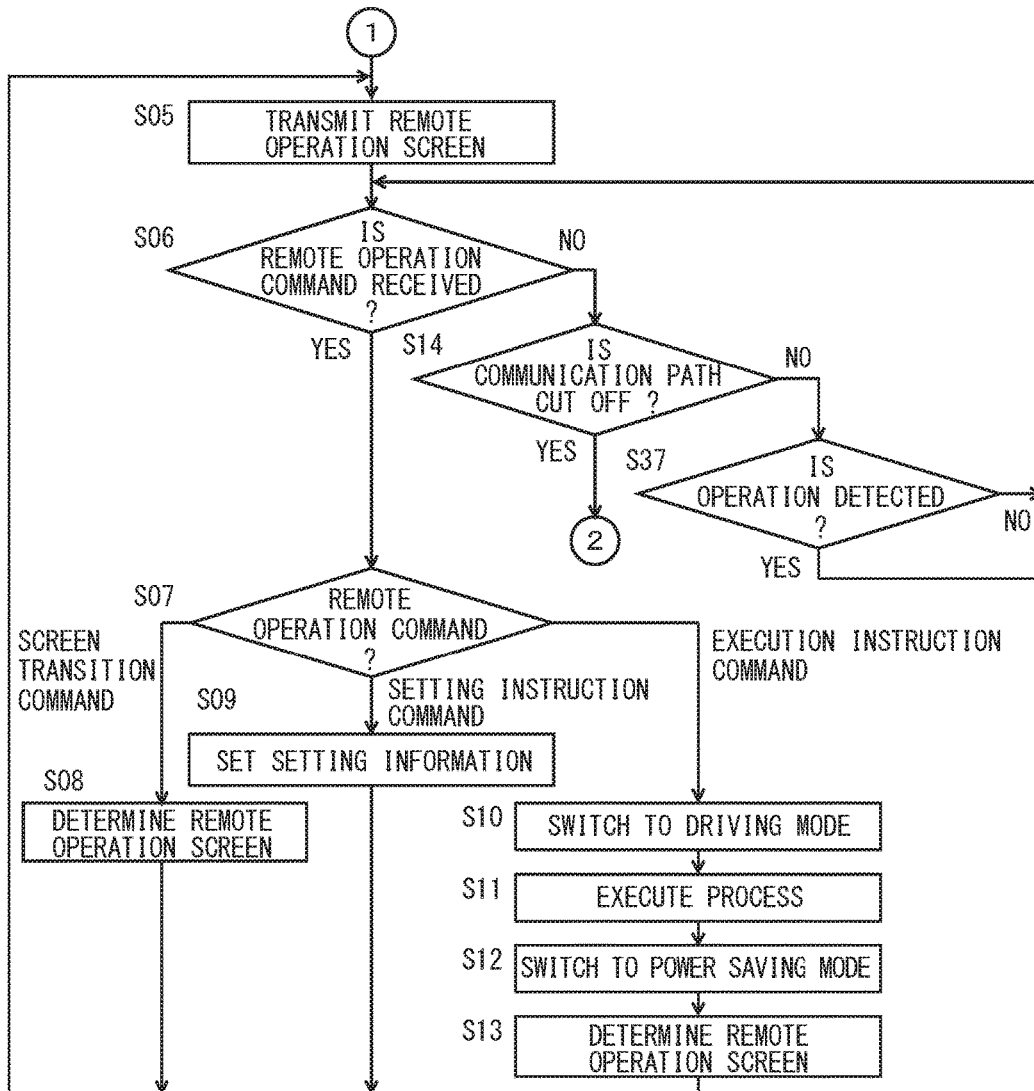 1
S05
TRANSMIT REMOTE
OPERATION SCREEN
S06
IS
REMOTE OPERATION
COMMAND RECEIVED
?
NO
YES
S14
IS
COMMUNICATION PATH
CUT OFF ?
NO
YES
S37
IS
OPERATION DETECTED
?
NO
YES
2
S07
REMOTE
OPERATION COMMAND
?
SCREEN
TRANSITION
COMMAND
SETTING INSTRUCTION
COMMAND
EXECUTION INSTRUCTION
COMMAND
S09
SET SETTING INFORMATION
S08
DETERMINE REMOTE
OPERATION SCREEN
S10
SWITCH TO DRIVING MODE
S11
EXECUTE PROCESS
S12
SWITCH TO POWER SAVING MODE
S13
DETERMINE REMOTE
OPERATION SCREEN